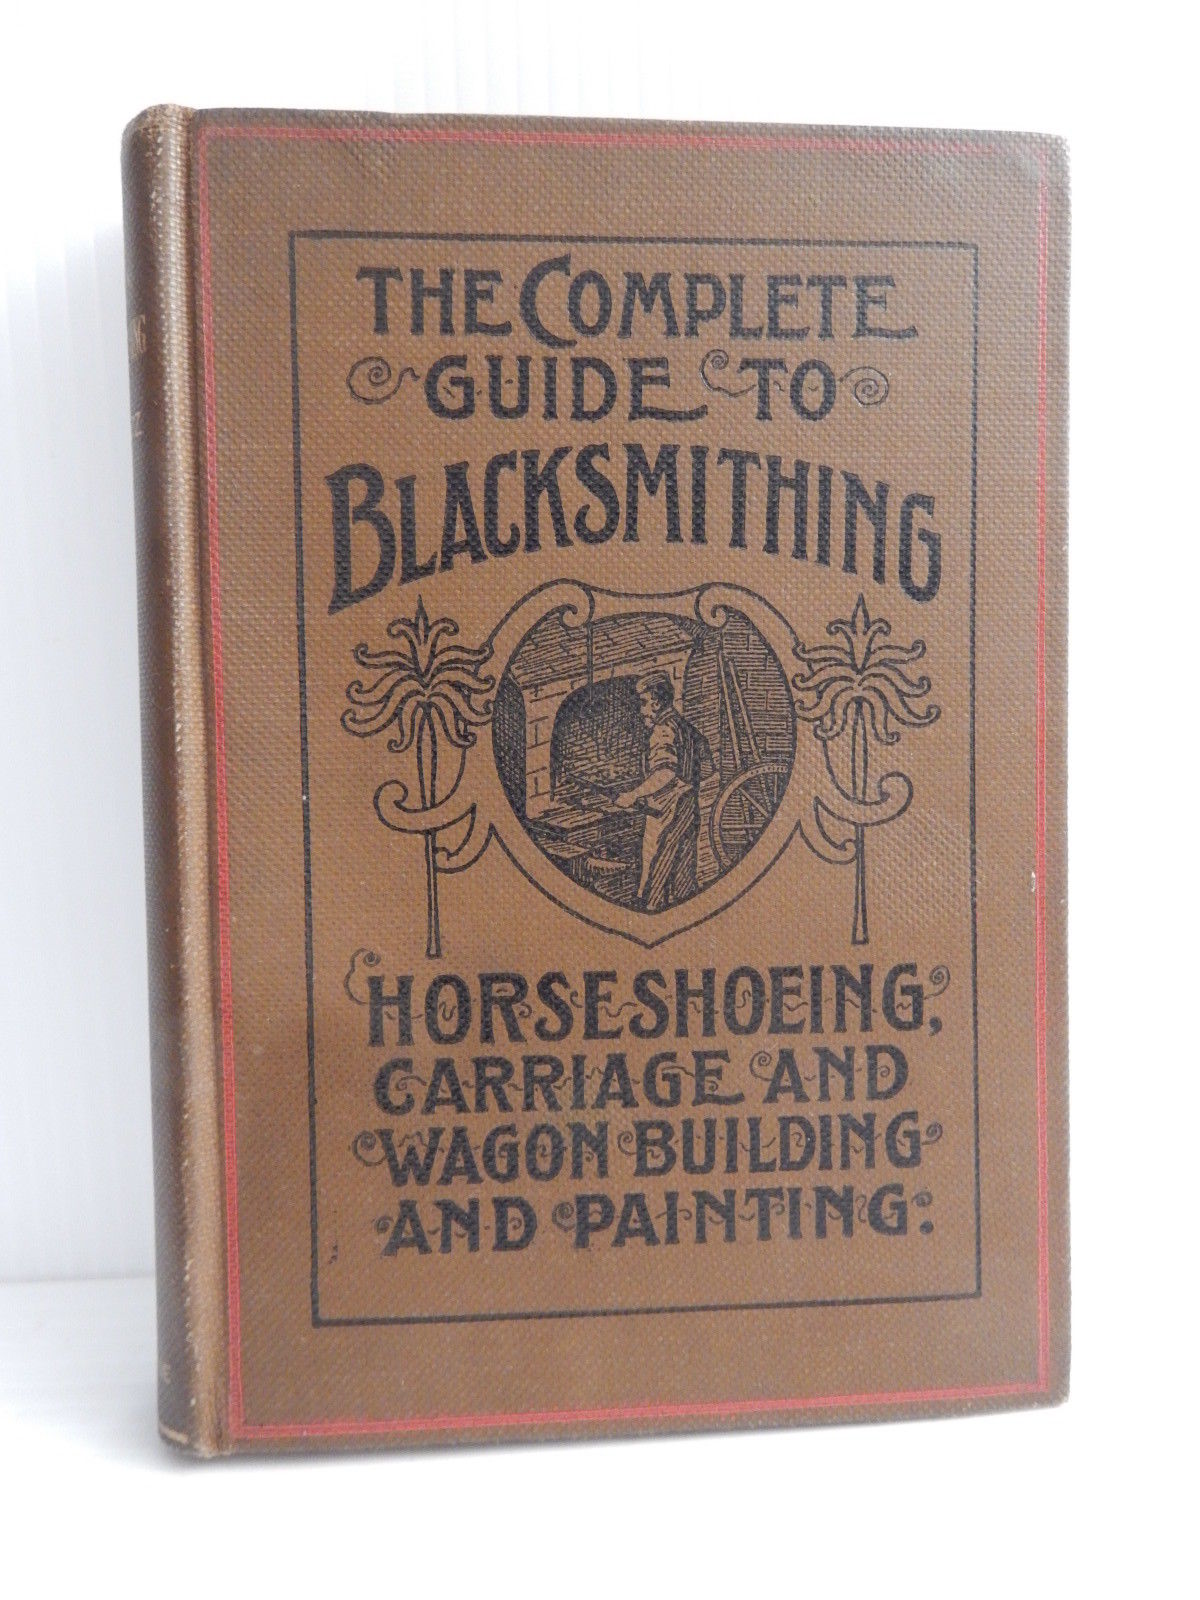 THE COMPLETE
GUIDE TO
BLACKSMITHING
HORSESHOEING,
CARRIAGE AND
WAGON BUILDING
AND PAINTING.